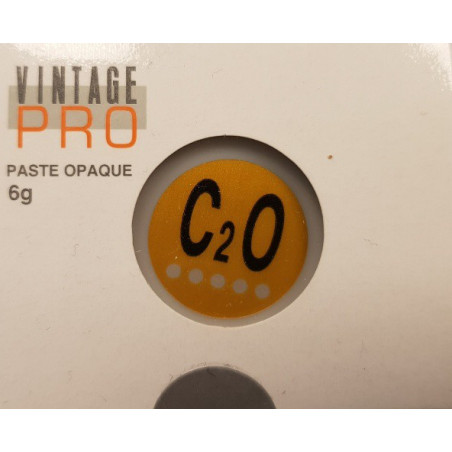 VINTAGE
PRO
PASTE OPAQUE
6g
C2O